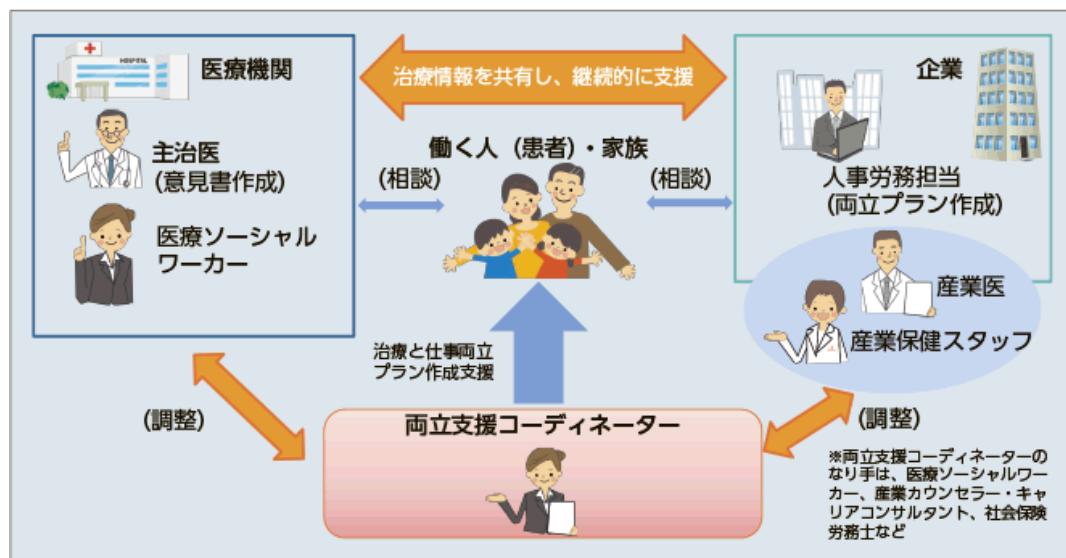 HOSPITAL
医療機関
治療情報を共有し、継続的に支援
企業
主治医
(意見書作成)
働く人（患者）・家族
(相談)
(相談)
人事労務担当
(両立プラン作成)
医療ソーシャル
ワーカー
産業医
産業保健スタッフ
治療と仕事両立
プラン作成支援
(調整)
両立支援コーディネーター
(調整)
※両立支援コーディネーターの
なり手は、医療ソーシャルワー
カー、産業カウンセラー・キャ
リアコンサルタント、社会保険
労務士など